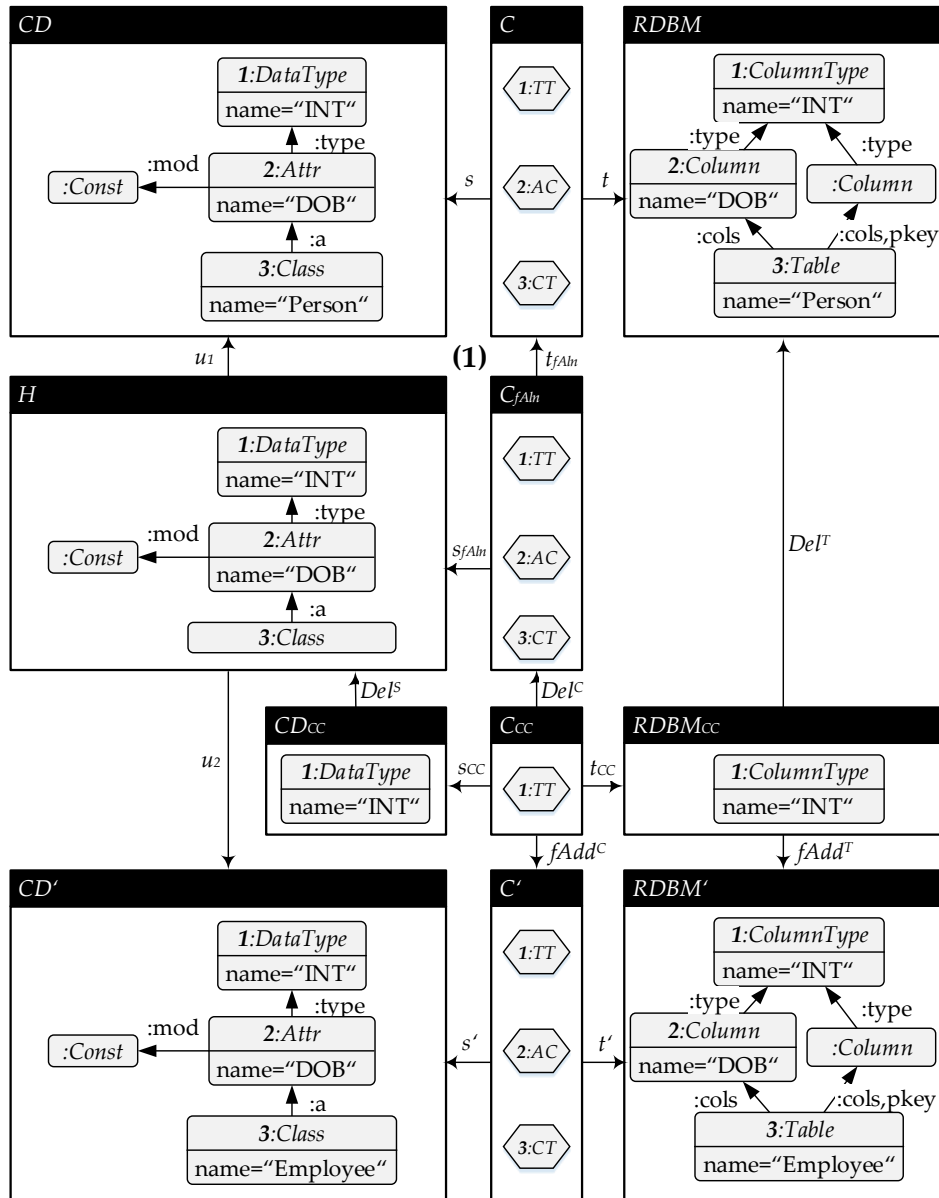 CD
C
RDBM
1:DataType
name=“INT“
:type
:mod
:Const
2:Attr
name=“DOB“
:a
3:Class
name=“Person“
s
1:TT
2:AC
3:CT
t
1:ColumnType
name=“INT“
:type
:type
2:Column
name=“DOB“
:Column
:cols
:cols,pkey
3:Table
name=“Person“
u1
(1)
tfAln
H
CfAln
1:DataType
name=“INT“
:type
:mod
:Const
2:Attr
name=“DOB“
:a
3:Class
sfAln
1:TT
2:AC
3:CT
DelT
DelS
DelC
u2
CDCC
CCC
RDBMCC
1:DataType
name=“INT“
sCC
1:TT
tCC
1:ColumnType
name=“INT“
fAddC
fAddT
CD‘
C‘
RDBM‘
1:DataType
name=“INT“
:type
:mod
:Const
2:Attr
name=“DOB“
:a
3:Class
name=“Employee“
s‘
1:TT
2:AC
3:CT
t‘
1:ColumnType
name=“INT“
:type
:type
2:Column
name=“DOB“
:Column
:cols
:cols,pkey
3:Table
name=“Employee“